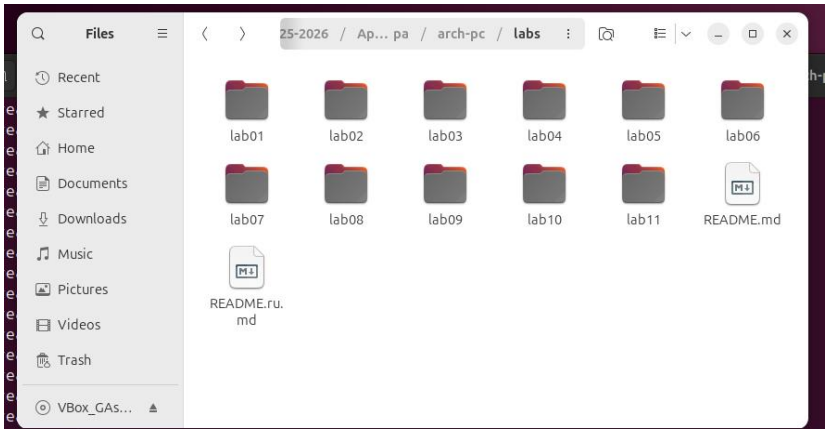 Files
25-2026 / Ap... pa / arch-pc / labs
Recent
Starred
Home
Documents
Downloads
Music
Pictures
Videos
Trash
VBox_GAs...
lab01 lab02 lab03 lab04 lab05 lab06
lab07 lab08 lab09 lab10 lab11 README.md
README.ru.
md